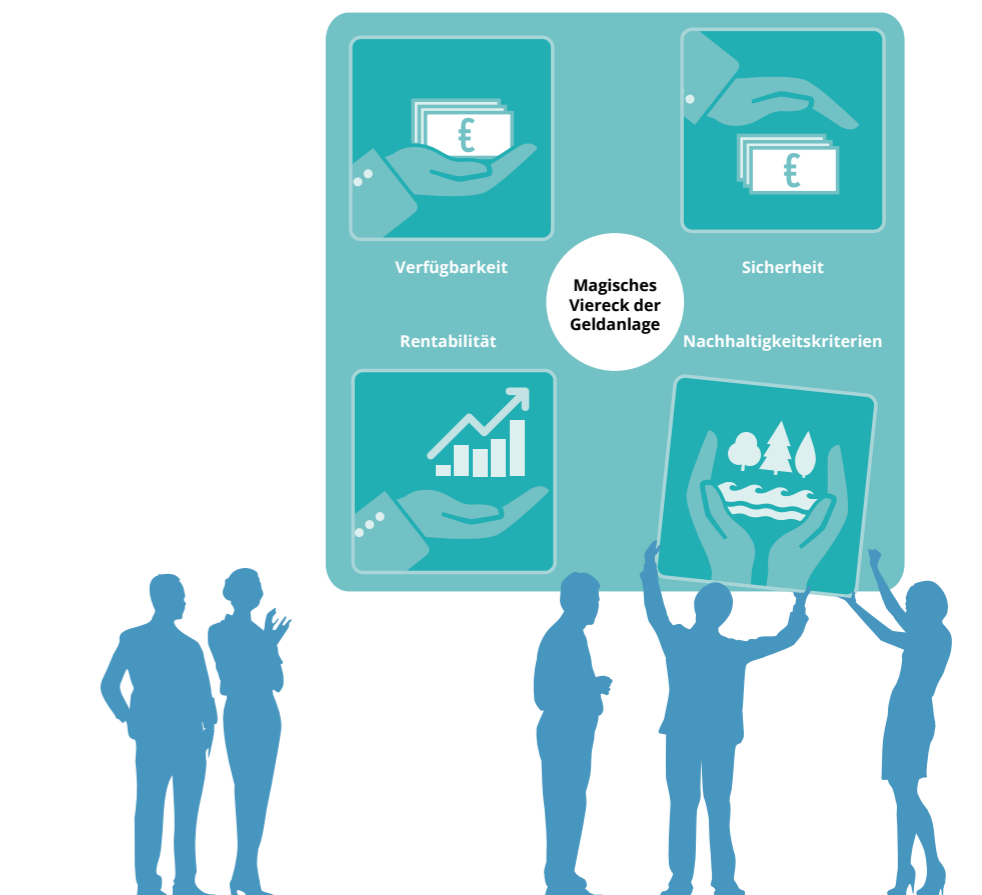 €
€
Verfügbarkeit
Sicherheit
Magisches
Viereck der
Geldanlage
Rentabilität
Nachhaltigkeitskriterien